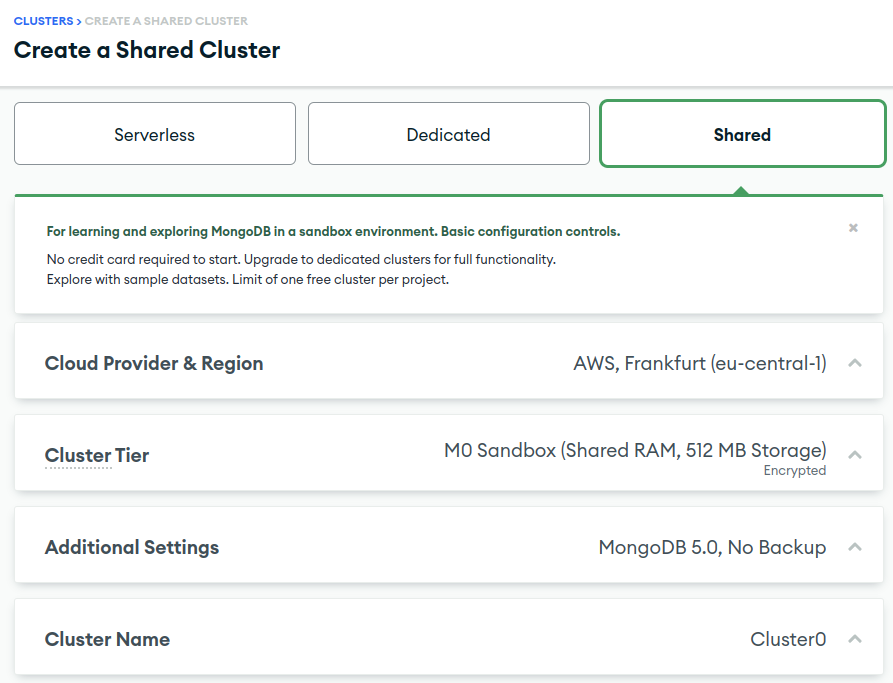 CLUSTERS > CREATE A SHARED CLUSTER
Create a Shared Cluster
Serverless
Dedicated
Shared
For learning and exploring MongoDB in a sandbox environment. Basic configuration controls.
No credit card required to start. Upgrade to dedicated clusters for full functionality.
Explore with sample datasets. Limit of one free cluster per project.
Cloud Provider & Region
AWS, Frankfurt (eu-central-1)
Cluster Tier
M0 Sandbox (Shared RAM, 512 MB Storage)
Encrypted
Additional Settings
MongoDB 5.0, No Backup
Cluster Name
Cluster0